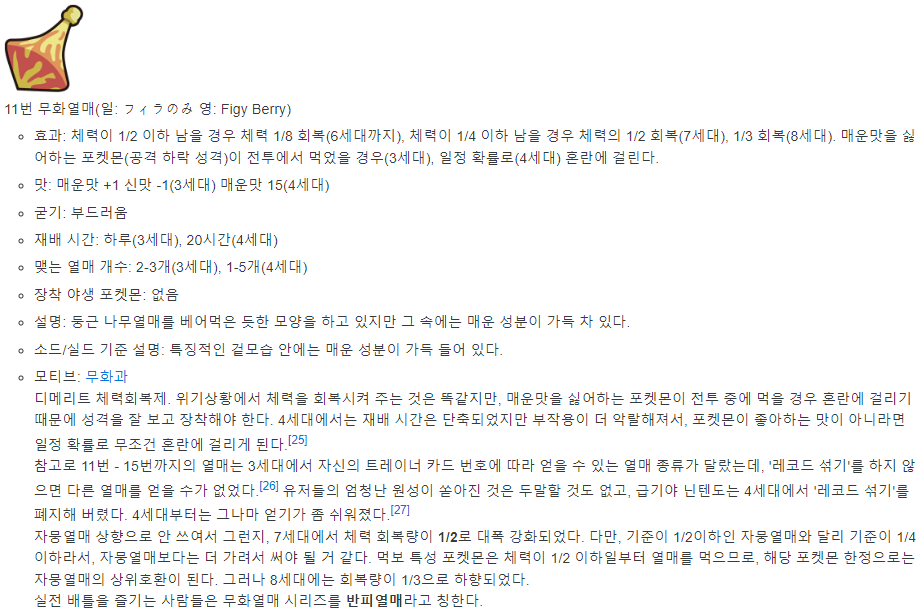 11번 무화열매(일: フィラのみ 영: Figy Berry)
효과: 체력이 1/2 이하 남을 경우 체력 1/8 회복(6세대까지), 체력이 1/4 이하 남을 경우 체력의 1/2 회복(7세대), 1/3 회복(8세대). 매운맛을 싫
어하는 포켓몬(공격 하락 성격)이 전투에서 먹었을 경우(3세대), 일정 확률로(4세대) 혼란에 걸린다.
맛: 매운맛 +1 신맛 -1(3세대) 매운맛 15(4세대)
굳기: 부드러움
재배 시간: 하루(3세대), 20시간(4세대)
맺는 열매 개수: 2-3개(3세대), 1-5개(4세대)
장착 야생 포켓몬: 없음
설명: 둥근 나무열매를 베어먹은 듯한 모양을 하고 있지만 그 속에는 매운 성분이 가득 차 있다.
소드/실드 기준 설명: 특징적인 겉모습 안에는 매운 성분이 가득 들어 있다.
모티브: 무화과
디메리트 체력회복제. 위기상황에서 체력을 회복시켜 주는 것은 똑같지만, 매운맛을 싫어하는 포켓몬이 전투 중에 먹을 경우 혼란에 걸리기
때문에 성격을 잘 보고 장착해야 한다. 4세대에서는 재배 시간은 단축되었지만 부작용이 더 악랄해져서, 포켓몬이 좋아하는 맛이 아니라면
일정 확률로 무조건 혼란에 걸리게 된다.[25]
참고로 11번 - 15번까지의 열매는 3세대에서 자신의 트레이너 카드 번호에 따라 얻을 수 있는 열매 종류가 달랐는데, '레코드 섞기'를 하지 않
으면 다른 열매를 얻을 수가 없었다.[26] 유저들의 엄청난 원성이 쏟아진 것은 두말할 것도 없고, 급기야 닌텐도는 4세대에서 '레코드 섞기'를
폐지해 버렸다. 4세대부터는 그나마 얻기가 좀 쉬워졌다.[27]
자뭉열매 상향으로 안 쓰여서 그런지, 7세대에서 체력 회복량이 1/2로 대폭 강화되었다. 다만, 기준이 1/2이하인 자뭉열매와 달리 기준이 1/4
이하라서, 자뭉열매보다는 더 가려서 써야 될 거 같다. 먹보 특성 포켓몬은 체력이 1/2 이하일부터 열매를 먹으므로, 해당 포켓몬 한정으로는
자뭉열매의 상위호환이 된다. 그러나 8세대에는 회복량이 1/3으로 하향되었다.
실전 배틀을 즐기는 사람들은 무화열매 시리즈를 반피열매라고 칭한다.